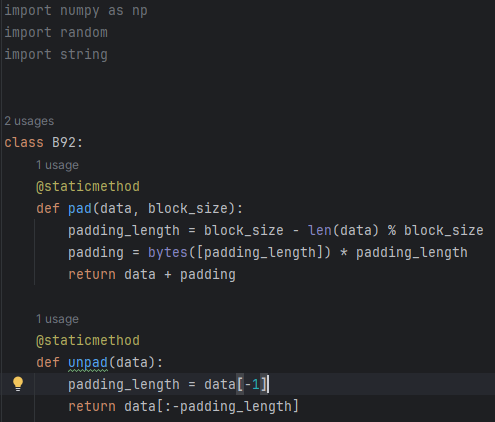 import numpy as np
import random
import string
2 usages
class B92:
1 usage
@staticmethod
def pad(data, block_size):
padding_length = block_size - len(data) % block_size
padding = bytes([padding_length]) * padding_length
return data + padding
1 usage
@staticmethod
def unpad(data):
padding_length = data[-1]
return data[:-padding_length]